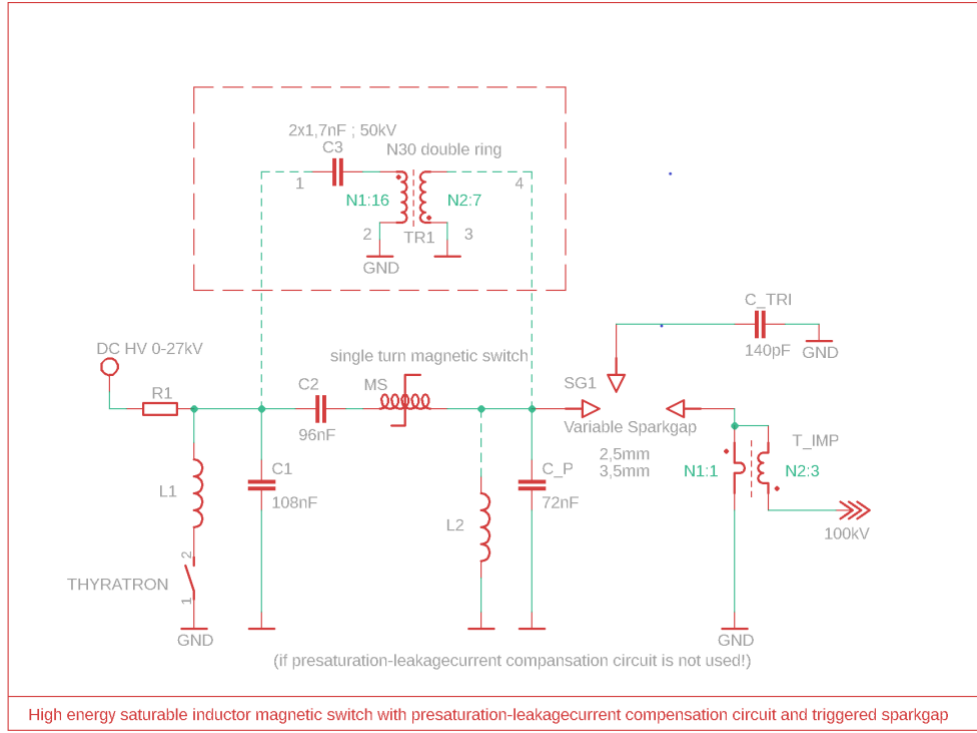 2x1,7nF ; 50kV
C3
N30 double ring
1
4
N1:16
N2:7
2
TR1
3
GND
C_TRI
140pF
GND
DC HV 0-27kV
single turn magnetic switch
R1
C2
MS
SG1
96nF
Variable Sparkgap
2,5mm
3,5mm
T_IMP
L1
C1
108nF
C_P
72nF
N1:1
N2:3
L2
100kV
2
THYRATRON
1
GND
GND
(if presaturation-leakagecurrent compansation circuit is not used!)
High energy saturable inductor magnetic switch with presaturation-leakagecurrent compensation circuit and triggered sparkgap